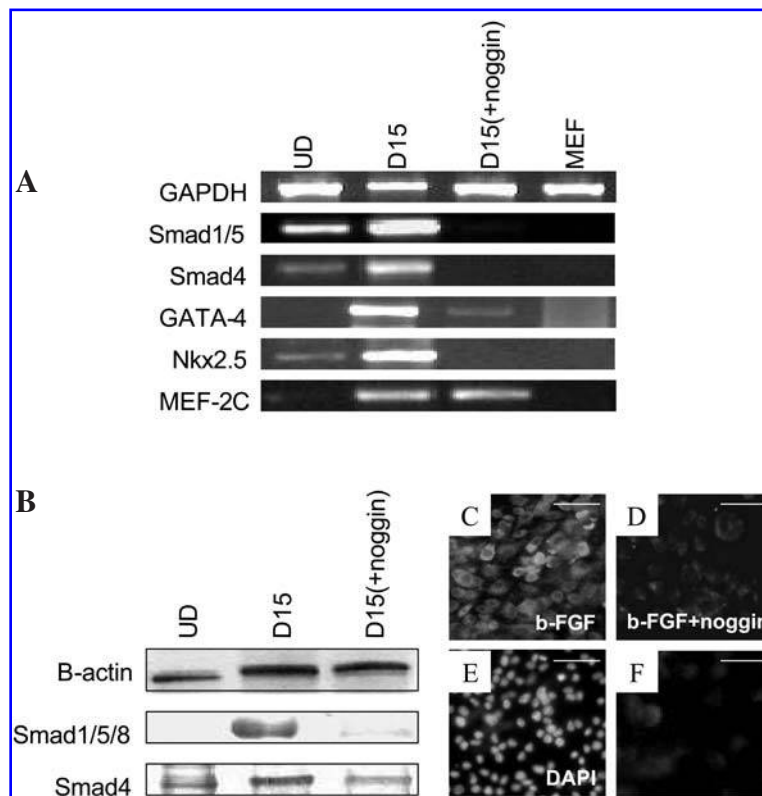 A
UD
D15
D15(+noggin)
MEF
GAPDH
Smad1/5
Smad4
GATA-4
Nkx2.5
MEF-2C
B
UD
D15
D15(+noggin)
B-actin
Smad1/5/8
Smad4
C
b-FGF
D
b-FGF+noggin
E
DAPI
F